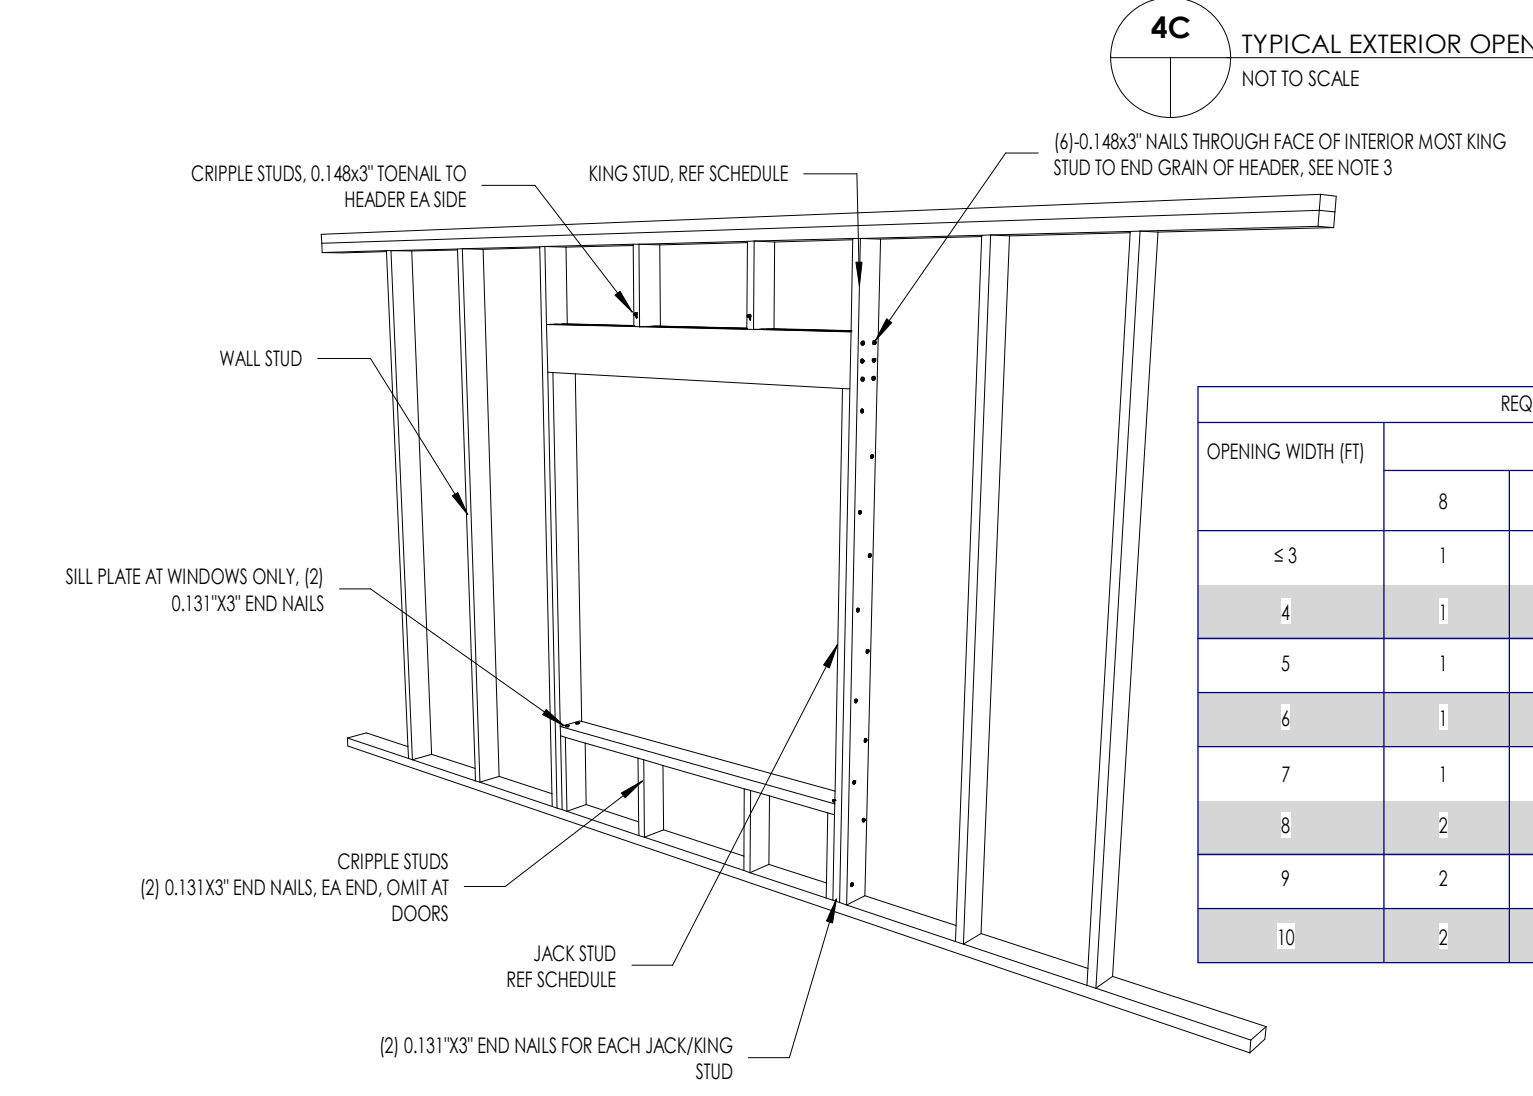 4C
TYPICAL EXTERIOR OPEN
NOT TO SCALE
(6)-0.148x3" NAILS THROUGH FACE OF INTERIOR MOST KING
STUD TO END GRAIN OF HEADER, SEE NOTE 3
CRIPPLE STUDS, 0.148x3" TOENAIL TO
HEADER EA SIDE
KING STUD, REF SCHEDULE
WALL STUD
SILL PLATE AT WINDOWS ONLY, (2)
0.131"X3" END NAILS
CRIPPLE STUDS
(2) 0.131X3" END NAILS, EA END, OMIT AT
DOORS
JACK STUD
REF SCHEDULE
(2) 0.131"X3" END NAILS FOR EACH JACK/KING
STUD
REQ
OPENING WIDTH (FT)
8
≤ 3 1
4 1
5 1
6 1
7 1
8 2
9 2
10 2